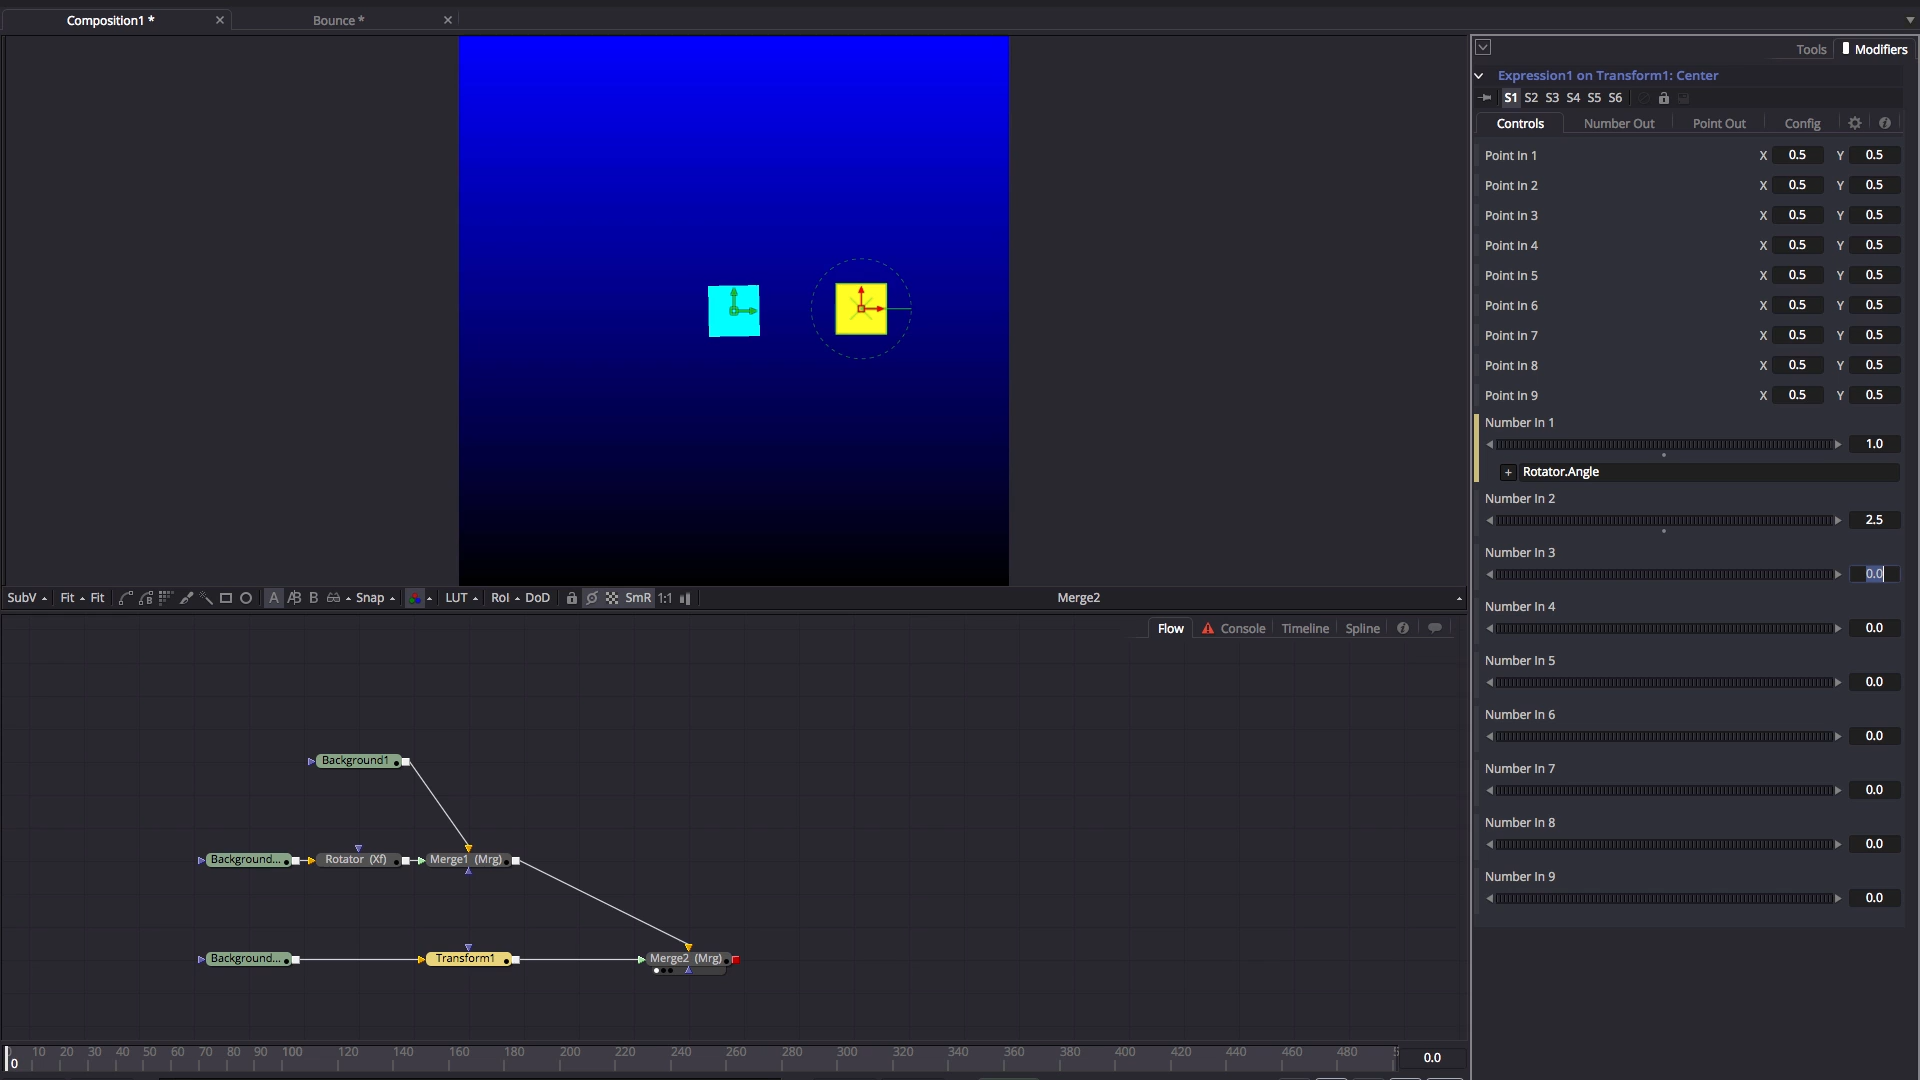 Composition1 * Bounce *
Tools Modifiers
Expression1 on Transform1: Center
S1 S2 S3 S4 S5 S6
Controls Number Out Point Out Config
Point In 1 X 0.5 Y 0.5
Point In 2 X 0.5 Y 0.5
Point In 3 X 0.5 Y 0.5
Point In 4 X 0.5 Y 0.5
Point In 5 X 0.5 Y 0.5
Point In 6 X 0.5 Y 0.5
Point In 7 X 0.5 Y 0.5
Point In 8 X 0.5 Y 0.5
Point In 9 X 0.5 Y 0.5
Number In 1
1.0
Rotator.Angle
Number In 2
2.5
Number In 3
0.0
Number In 4
0.0
Number In 5
0.0
Number In 6
0.0
Number In 7
0.0
Number In 8
0.0
Number In 9
0.0
SubV Fit Fit A A/B B Snap LUT RoI DoD SmR 1:1 Merge2
Flow Console Timeline Spline
Background1
Background... Rotator (Xf) Merge1 (Mrg)
Background... Transform1 Merge2 (Mrg)
10 20 30 40 50 60 70 80 90 100 120 140 160 180 200 220 240 260 280 300 320 340 360 380 400 420 440 460 480
0 0.0